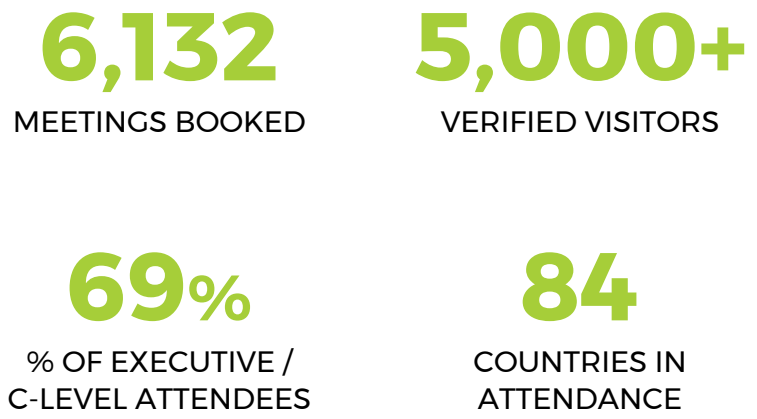 6,132
MEETINGS BOOKED
5,000+
VERIFIED VISITORS
69%
% OF EXECUTIVE /
C-LEVEL ATTENDEES
84
COUNTRIES IN
ATTENDANCE